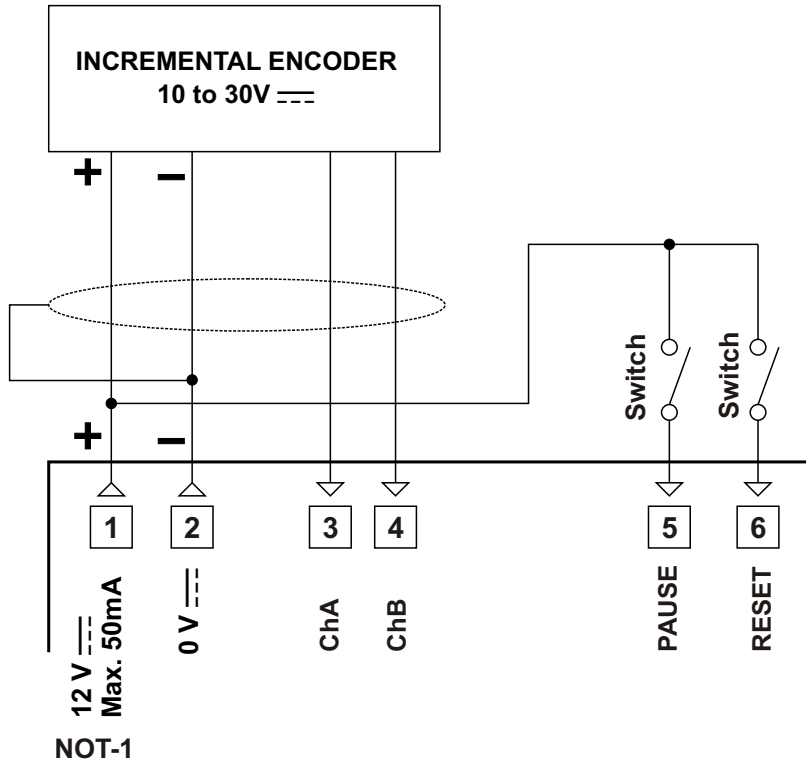 INCREMENTAL ENCODER
10 to 30V
+
–
Switch
Switch
+
–
1
2
3
4
5
6
12 V
Max. 50mA
0 V
ChA
ChB
PAUSE
RESET
NOT-1